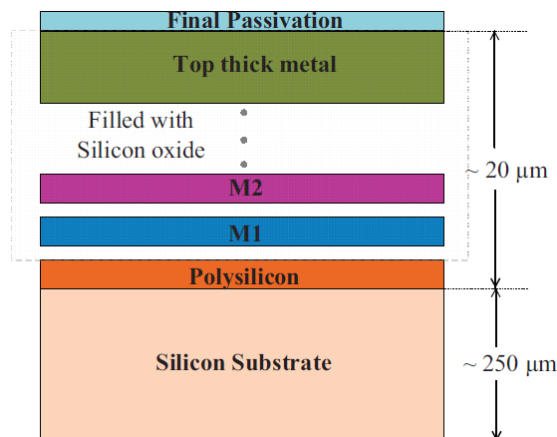 Final Passivation
Top thick metal
Filled with
Silicon oxide
~ 20 μm
M2
M1
Polysilicon
Silicon Substrate
~ 250 μm